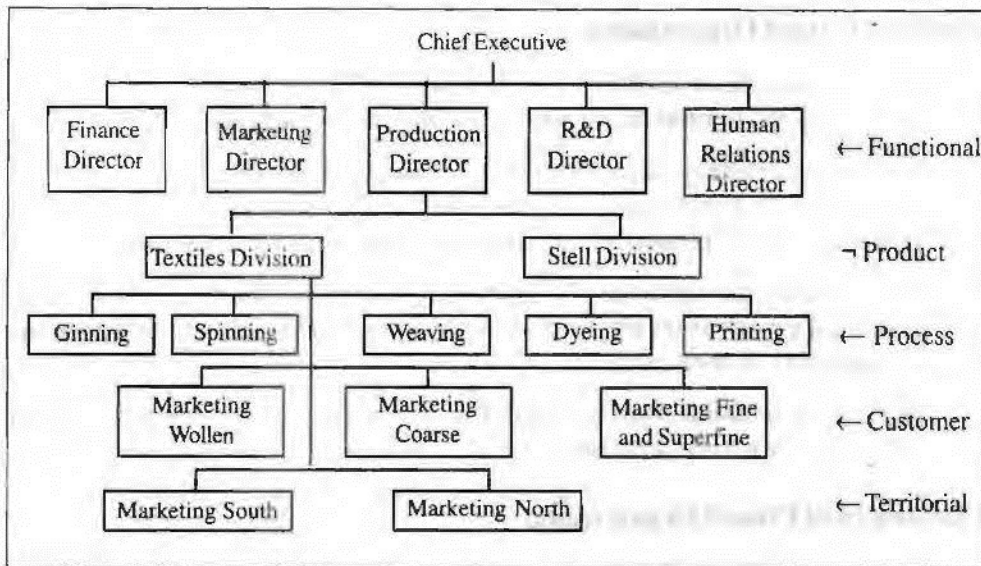 Chief Executive
Finance
Director
Marketing
Director
Production
Director
R&D
Director
Human
Relations
Director
← Functional
Textiles Division
Stell Division
¬ Product
Ginning
Spinning
Weaving
Dyeing
Printing
← Process
Marketing
Wollen
Marketing
Coarse
Marketing Fine
and Superfine
← Customer
Marketing South
Marketing North
← Territorial